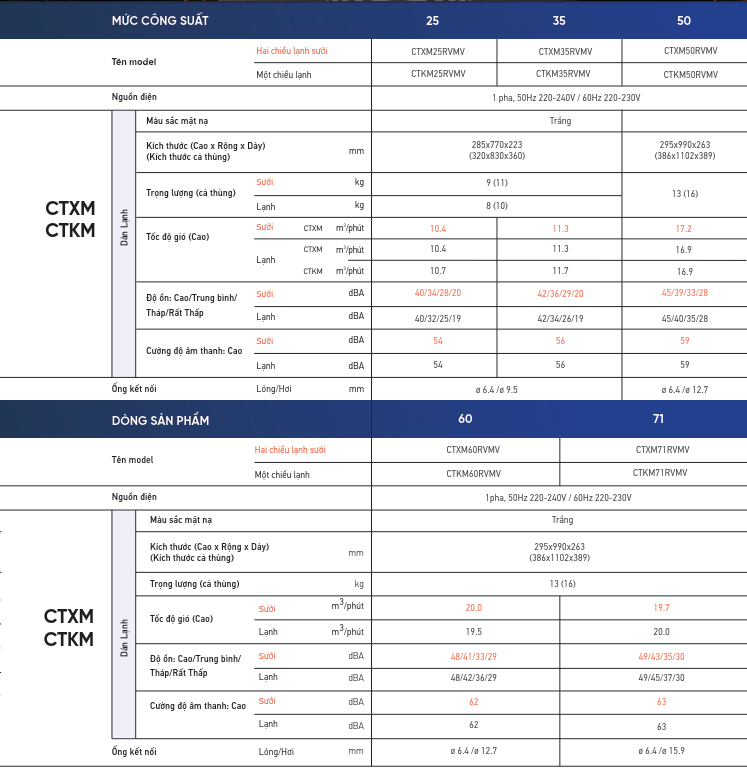 MỨC CÔNG SUẤT 25 35 50
Tên model
Hai chiều lạnh sưởi CTXM25RVMV CTXM35RVMV CTXM50RVMV
Một chiều lạnh CTKM25RVMV CTKM35RVMV CTKM50RVMV
Nguồn điện 1 pha, 50Hz 220-240V / 60Hz 220-230V
CTXM
CTKM
Dàn Lạnh
Màu sắc mặt nạ Trắng
Kích thước (Cao x Rộng x Dày)
(Kích thước cả thùng) mm
285x770x223
(320x830x360)
295x990x263
(386x1102x389)
Trọng lượng (cả thùng)
Sưởi kg 9 (11)
13 (16)
Lạnh kg 8 (10)
Tốc độ gió (Cao)
Sưởi CTXM m³/phút 10.4 11.3 17.2
Lạnh
CTXM m³/phút 10.4 11.3 16.9
CTKM m³/phút 10.7 11.7 16.9
Độ ồn: Cao/Trung bình/
Tháp/Rất Thấp
Sưởi dBA 40/34/28/20 42/36/29/20 45/39/33/28
Lạnh dBA 40/32/25/19 42/34/26/19 45/40/35/28
Cường độ âm thanh: Cao
Sưởi dBA 54 56 59
Lạnh dBA 54 56 59
Ống kết nối Lỏng/Hơi mm ø 6.4 /ø 9.5 ø 6.4 /ø 12.7
DÒNG SẢN PHẨM 60 71
Tên model
Hai chiều lạnh sưởi CTXM60RVMV CTXM71RVMV
Một chiều lạnh CTKM60RVMV CTKM71RVMV
Nguồn điện 1pha, 50Hz 220-240V / 60Hz 220-230V
CTXM
CTKM
Dàn Lạnh
Màu sắc mặt nạ Trắng
Kích thước (Cao x Rộng x Dày)
(Kích thước cả thùng) mm
295x990x263
(386x1102x389)
Trọng lượng (cả thùng) kg 13 (16)
Tốc độ gió (Cao)
Sưởi m³/phút 20.0 19.7
Lạnh m³/phút 19.5 20.0
Độ ồn: Cao/Trung bình/
Tháp/Rất Thấp
Sưởi dBA 48/41/33/29 49/43/35/30
Lạnh dBA 48/42/36/29 49/45/37/30
Cường độ âm thanh: Cao
Sưởi dBA 62 63
Lạnh dBA 62 63
Ống kết nối Lỏng/Hơi mm ø 6.4 /ø 12.7 ø 6.4 /ø 15.9